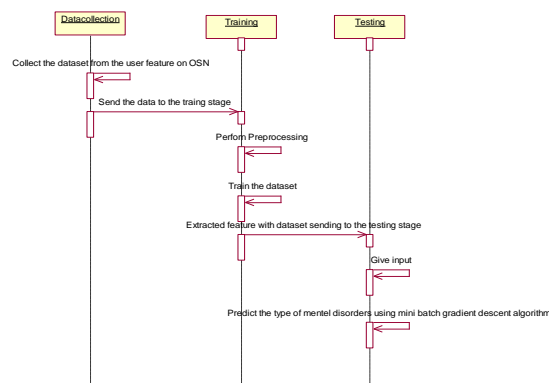 Datacollection
Training
Testing
Collect the dataset from the user feature on OSN
Send the data to the traing stage
Perfom Preprocessing
Train the dataset
Extracted feature with dataset sending to the testing stage
Give input
Predict the type of mentel disorders using mini batch gradient descent algorithm